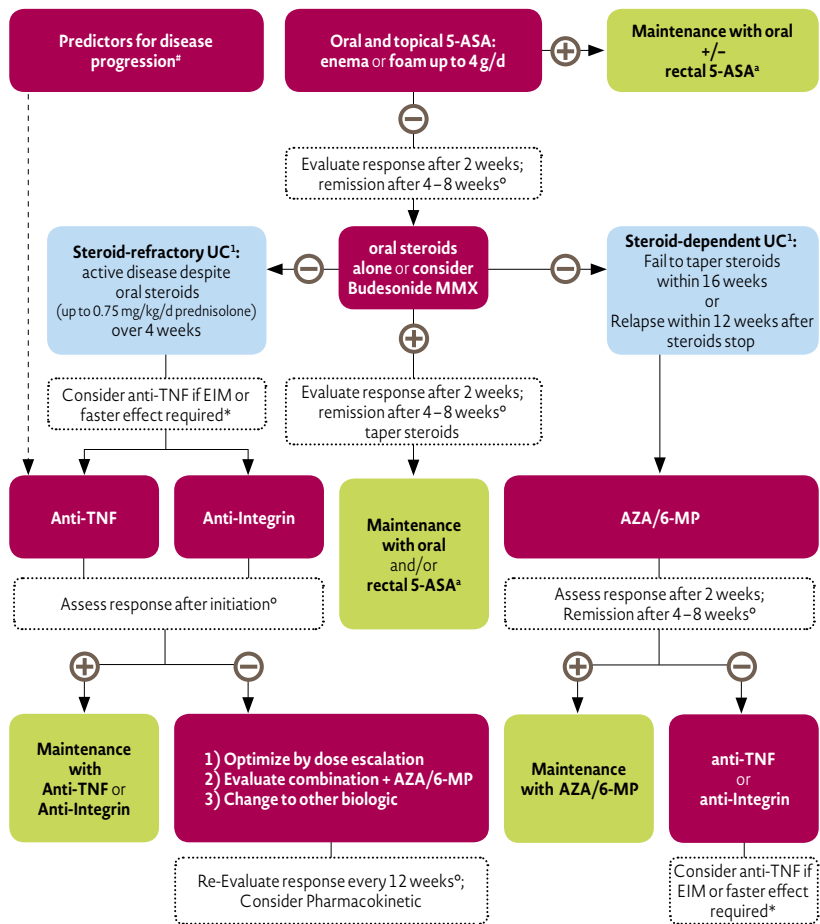 Predictors for disease
progression#
Oral and topical 5-ASA:
enema or foam up to 4 g/d
+
Maintenance with oral
+/–
rectal 5-ASAª
–
Evaluate response after 2 weeks;
remission after 4–8 weeksº
Steroid-refractory UC¹:
active disease despite
oral steroids
(up to 0.75 mg/kg/d prednisolone)
over 4 weeks
–
oral steroids
alone or consider
Budesonide MMX
–
Steroid-dependent UC¹:
Fail to taper steroids
within 16 weeks
or
Relapse within 12 weeks after
steroids stop
+
Consider anti-TNF if EIM or
faster effect required*
Evaluate response after 2 weeks;
remission after 4–8 weeksº
taper steroids
Anti-TNF
Anti-Integrin
Maintenance
with oral
and/or
rectal 5-ASAª
AZA/6-MP
Assess response after initiationº
Assess response after 2 weeks;
Remission after 4–8 weeksº
+
–
+
–
Maintenance
with
Anti-TNF or
Anti-Integrin
1) Optimize by dose escalation
2) Evaluate combination + AZA/6-MP
3) Change to other biologic
Maintenance
with AZA/6-MP
anti-TNF
or
anti-Integrin
Re-Evaluate response every 12 weeksº;
Consider Pharmacokinetic
Consider anti-TNF if
EIM or faster effect
required*